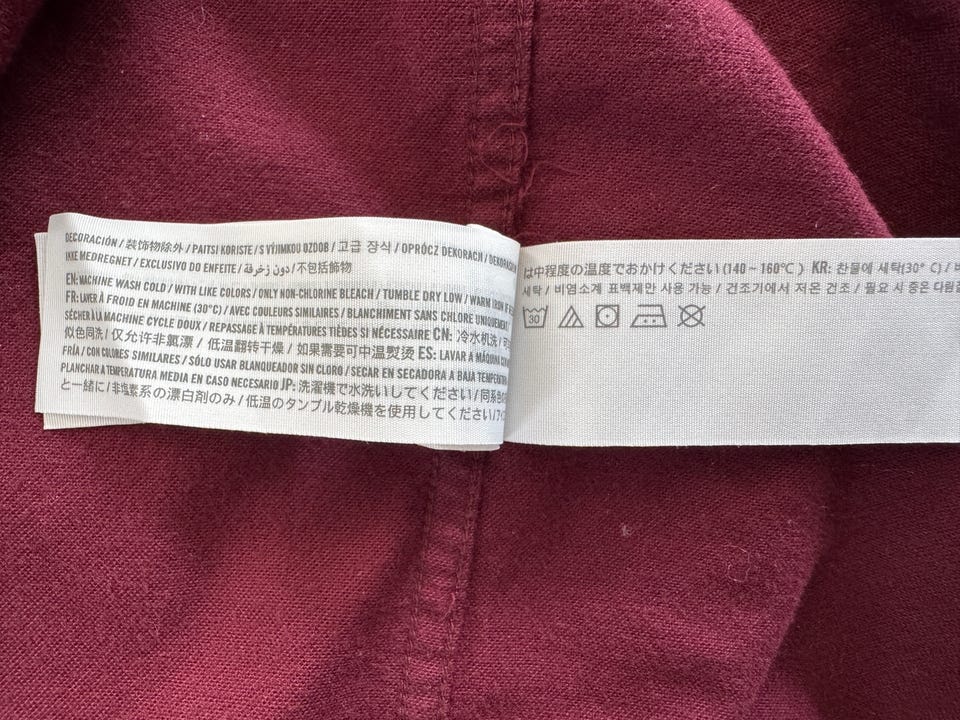 DECORACIÓN / 装饰物除外 / PAITSI KORISTE / S VÝJIMKOU OZDOB / 고급 장식 / OPRÓCZ DEKORACJI / DEKORASYON
IKKE MEDREGNET / EXCLUSIVO DO ENFEITE / دون زخرفة / 不包括飾物
EN: MACHINE WASH COLD / WITH LIKE COLORS / ONLY NON-CHLORINE BLEACH / TUMBLE DRY LOW / WARM IRON IF
FR: LAVER À FROID EN MACHINE (30°C) / AVEC COULEURS SIMILAIRES / BLANCHIMENT SANS CHLORE UNIQUEMENT
SÉCHER À LA MACHINE CYCLE DOUX / REPASSAGE À TEMPÉRATURES TIÈDES SI NÉCESSAIRE CN: 冷水机洗 /
似色同洗 / 仅允许非氯漂 / 低温翻转干燥 / 如果需要可中温熨烫 ES: LAVAR A MÁQUINA
FRÍA / CON COLORES SIMILARES / SÓLO USAR BLANQUEADOR SIN CLORO / SECAR EN SECADORA A BAJA
PLANCHAR A TEMPERATURA MEDIA EN CASO NECESARIO JP: 洗濯機で水洗いしてください / 同系色の
と一緒に / 非塩素系の漂白剤のみ / 低温のタンブル乾燥機を使用してください /
は中程度の温度でおかけください (140 ~ 160°C ) KR: 찬물에 세탁(30° C) /
세탁 / 비염소계 표백제만 사용 가능 / 건조기에서 저온 건조 / 필요 시 중온 다림질
30